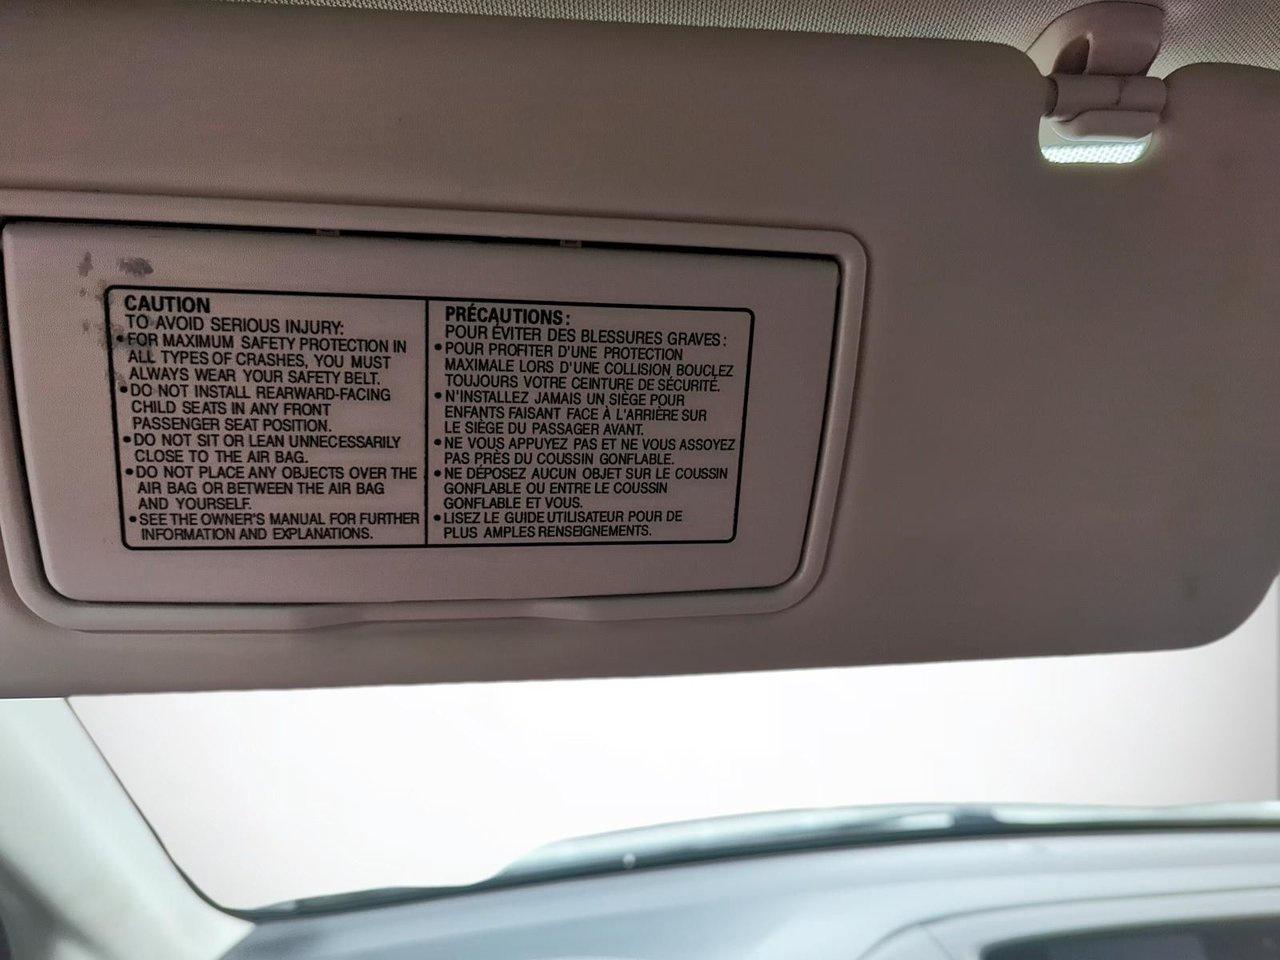 CAUTION
TO AVOID SERIOUS INJURY:
•FOR MAXIMUM SAFETY PROTECTION IN
ALL TYPES OF CRASHES, YOU MUST
ALWAYS WEAR YOUR SAFETY BELT.
•DO NOT INSTALL REARWARD-FACING
CHILD SEATS IN ANY FRONT
PASSENGER SEAT POSITION.
•DO NOT SIT OR LEAN UNNECESSARILY
CLOSE TO THE AIR BAG.
•DO NOT PLACE ANY OBJECTS OVER THE
AIR BAG OR BETWEEN THE AIR BAG
AND YOURSELF.
•SEE THE OWNER'S MANUAL FOR FURTHER
INFORMATION AND EXPLANATIONS.
PRÉCAUTIONS :
POUR ÉVITER DES BLESSURES GRAVES :
•POUR PROFITER D'UNE PROTECTION
MAXIMALE LORS D'UNE COLLISION BOUCLEZ
TOUJOURS VOTRE CEINTURE DE SÉCURITÉ.
•N'INSTALLEZ JAMAIS UN SIÈGE POUR
ENFANTS FAISANT FACE À L'ARRIÈRE SUR
LE SIÈGE DU PASSAGER AVANT.
•NE VOUS APPUYEZ PAS ET NE VOUS ASSOYEZ
PAS PRÈS DU COUSSIN GONFLABLE.
•NE DÉPOSEZ AUCUN OBJET SUR LE COUSSIN
GONFLABLE OU ENTRE LE COUSSIN
GONFLABLE ET VOUS.
•LISEZ LE GUIDE UTILISATEUR POUR DE
PLUS AMPLES RENSEIGNEMENTS.